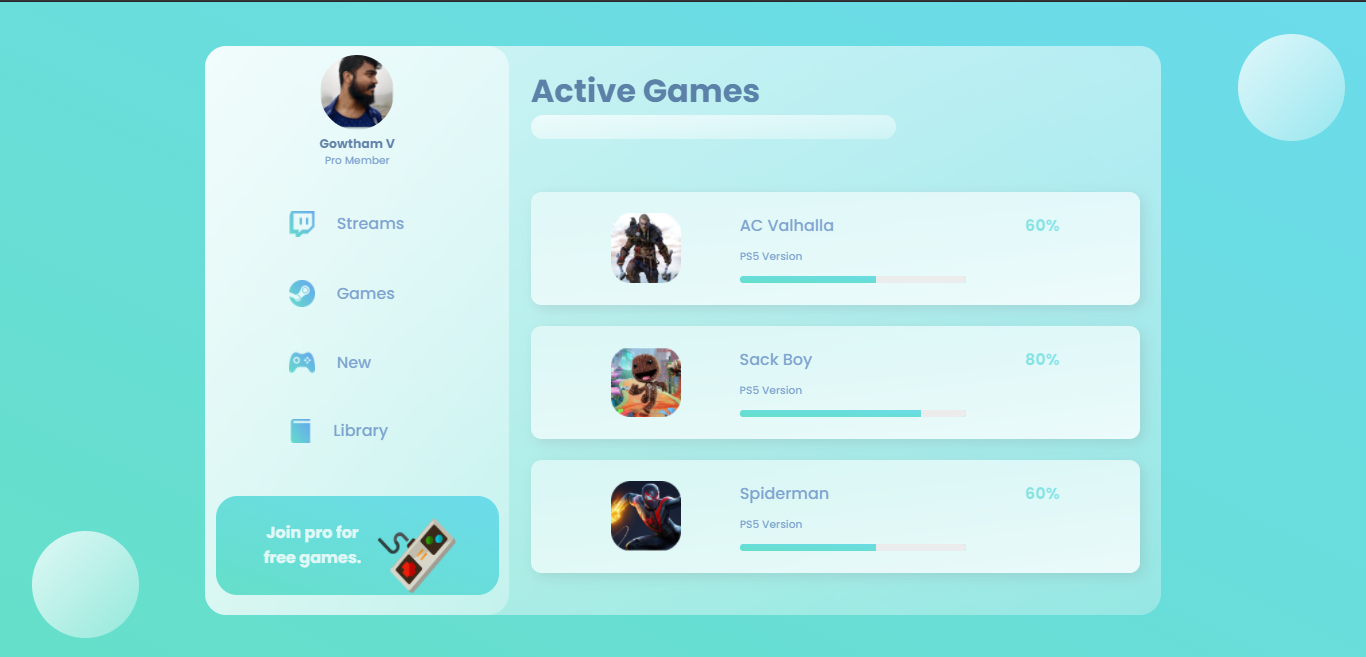 Gowtham V
Pro Member
Streams
Games
New
Library
Join pro for
free games.
Active Games
AC Valhalla
60%
PS5 Version
Sack Boy
80%
PS5 Version
Spiderman
60%
PS5 Version